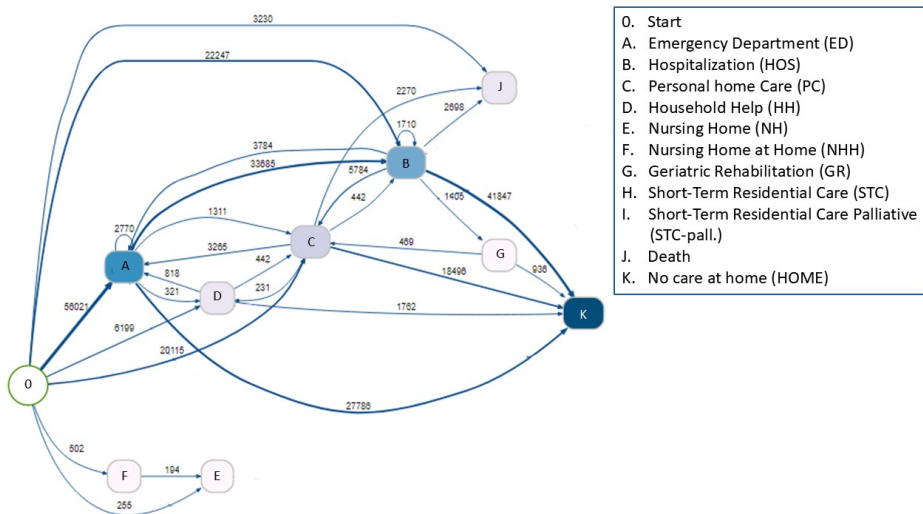 3230
0. Start
A. Emergency Department (ED)
22247
B. Hospitalization (HOS)
C. Personal home Care (PC)
2270
J
D. Household Help (HH)
2698
1710
E. Nursing Home (NH)
3784
F. Nursing Home at Home (NHH)
33685
B
5784
G. Geriatric Rehabilitation (GR)
442
1405
41847
H. Short-Term Residential Care (STC)
1311
I. Short-Term Residential Care Palliative
(STC-pall.)
2770
C
469
G
J. Death
3265
442
A
818
18496
936
K. No care at home (HOME)
321
D
231
56021
1762
K
6199
20115
0
27786
502
F
194
E
255